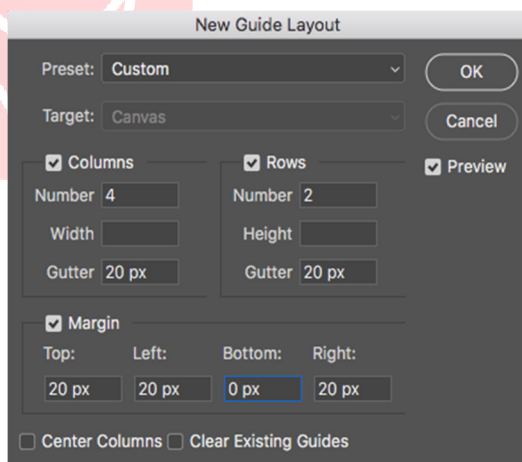 New Guide Layout
Preset: Custom
OK
Target: Canvas
Cancel
Columns
Rows
Preview
Number 4
Number 2
Width
Height
Gutter 20 px
Gutter 20 px
Margin
Top: Left: Bottom: Right:
20 px 20 px 0 px 20 px
Center Columns Clear Existing Guides